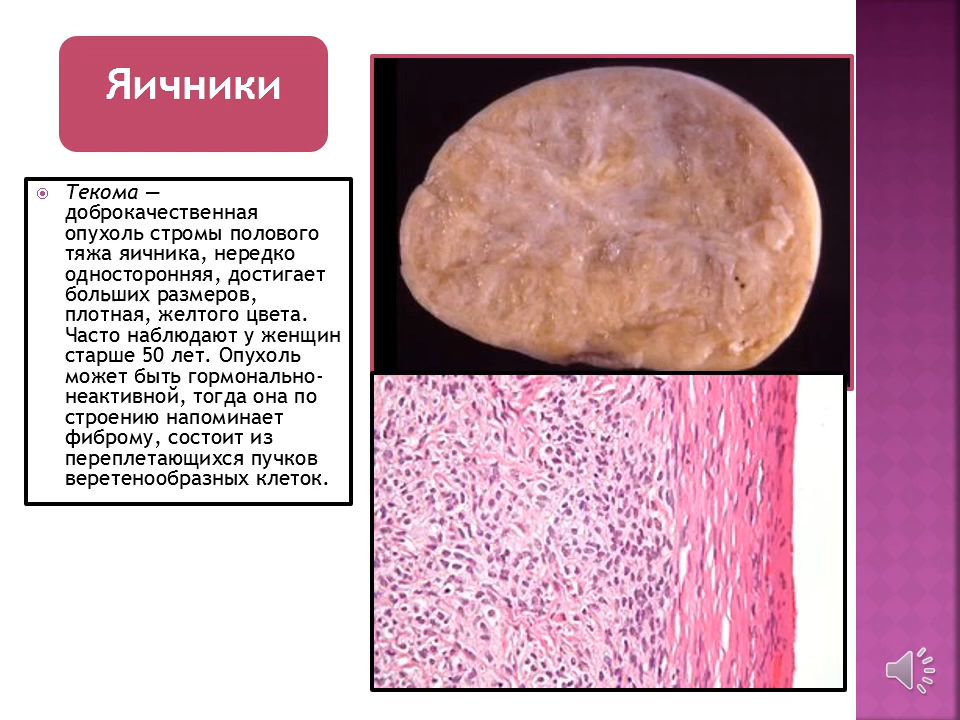 Яичники
Текома —
доброкачественная
опухоль стромы полового
тяжа яичника, нередко
односторонняя, достигает
больших размеров,
плотная, желтого цвета.
Часто наблюдают у женщин
старше 50 лет. Опухоль
может быть гормонально-
неактивной, тогда она по
строению напоминает
фиброму, состоит из
переплетающихся пучков
веретенообразных клеток.